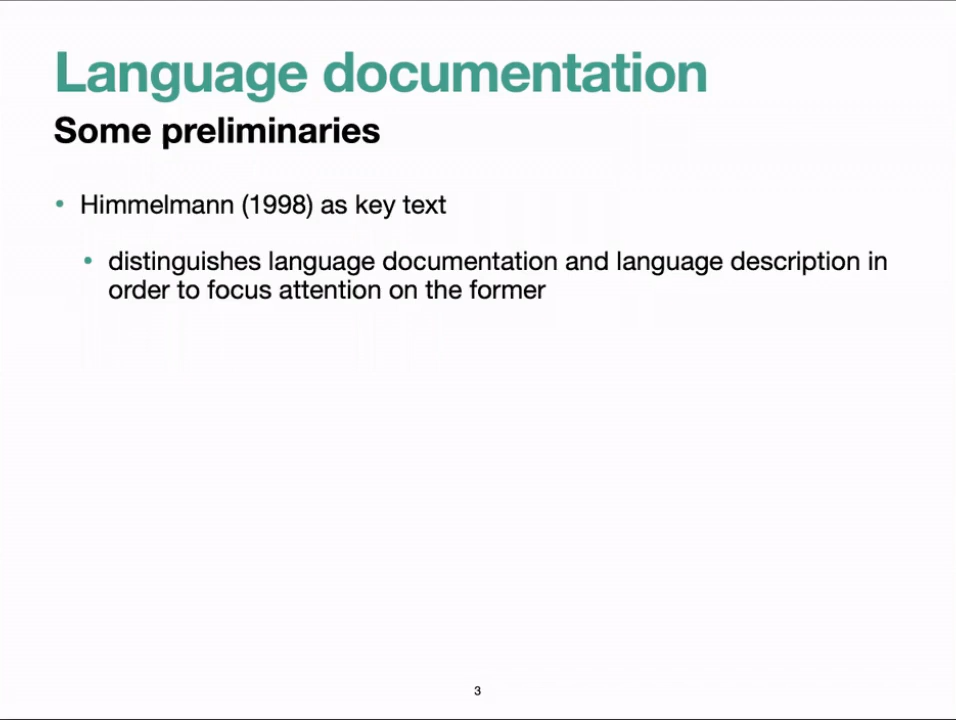 Language documentation
Some preliminaries
• Himmelmann (1998) as key text
• distinguishes language documentation and language description in
order to focus attention on the former
3